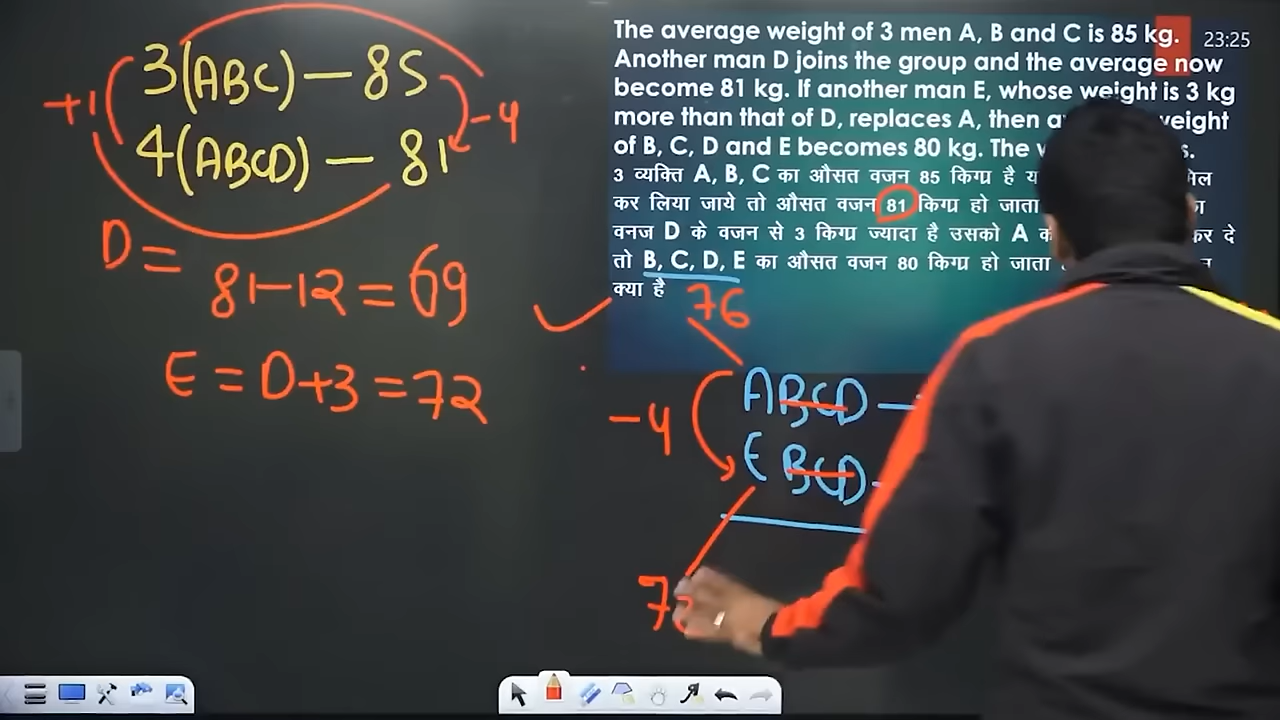 3(ABC) — 85
+1
-4
4(ABCD) — 81
D =
81-12=69
E = D+3=72
The average weight of 3 men A, B and C is 85 kg.
23:25
Another man D joins the group and the average now
become 81 kg. If another man E, whose weight is 3 kg
more than that of D, replaces A, then weight
of B, C, D and E becomes 80 kg. The
3 व्यक्ति A, B, C का औसत वजन 85 किग्रा है
कर लिया जाये तो औसत वजन 81 किग्रा हो जाता
वनज D के वजन से 3 किग्रा ज्यादा है उसको A कर दे
तो B, C, D, E का औसत वजन 80 किग्रा हो जाता
क्या है
76
ABCD —
-4
E BCD -